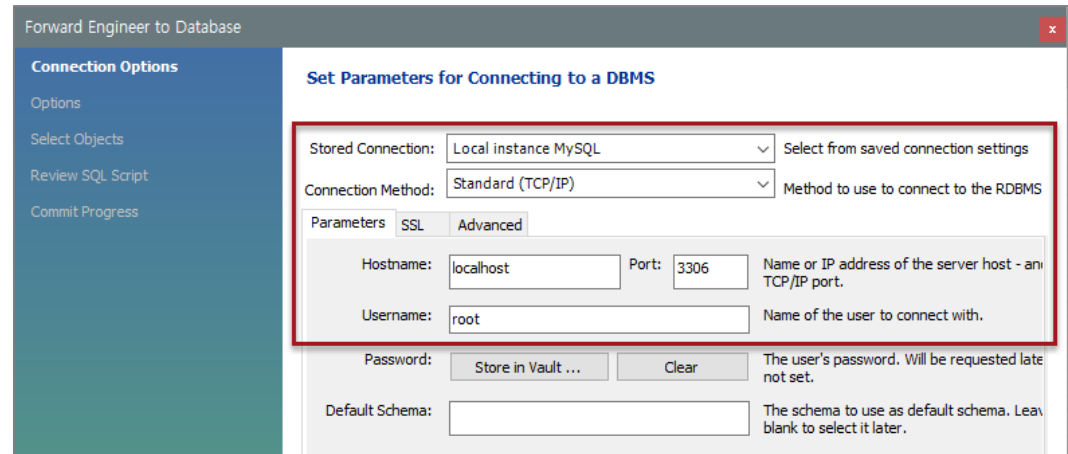 Forward Engineer to Database
x
Connection Options
Options
Select Objects
Review SQL Script
Commit Progress
Set Parameters for Connecting to a DBMS
Stored Connection: Local instance MySQL Select from saved connection settings
Connection Method: Standard (TCP/IP) Method to use to connect to the RDBMS
Parameters SSL Advanced
Hostname: localhost Port: 3306 Name or IP address of the server host - and
TCP/IP port.
Username: root Name of the user to connect with.
Password: Store in Vault ... Clear The user's password. Will be requested late
not set.
Default Schema: The schema to use as default schema. Leav
blank to select it later.